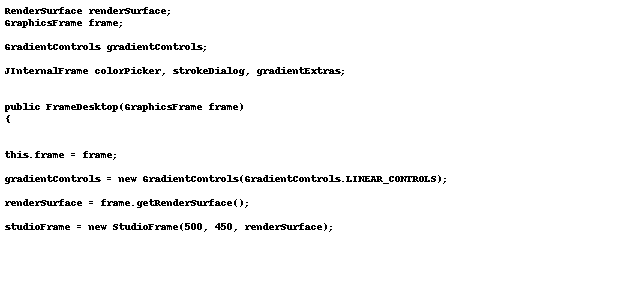 RenderSurface renderSurface;
GraphicsFrame frame;
GradientControls gradientControls;
JInternalFrame colorPicker, strokeDialog, gradientExtras;
public FrameDesktop(GraphicsFrame frame)
{
this.frame = frame;
gradientControls = new GradientControls(GradientControls.LINEAR_CONTROLS);
renderSurface = frame.getRenderSurface();
studioFrame = new StudioFrame(500, 450, renderSurface);